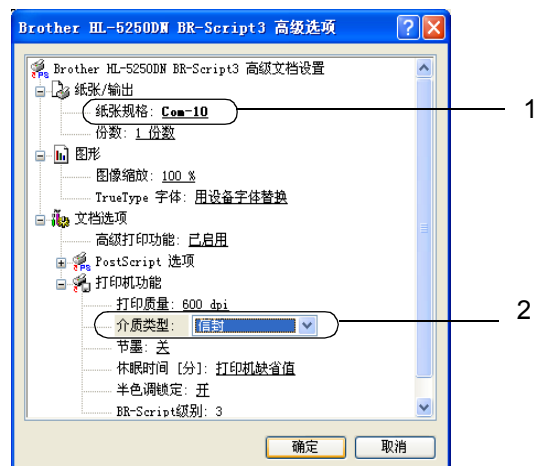 Brother HL-5250DN BR-Script3 高级选项
Brother HL-5250DN BR-Script3 高级文档设置
纸张/输出
纸张规格: Com-10
1
份数: 1 份数
图形
图像缩放: 100 %
TrueType 字体: 用设备字体替换
文档选项
高级打印功能: 已启用
PostScript 选项
打印机功能
打印质量: 600 dpi
介质类型: 信封
2
节墨: 关
休眠时间 [分]: 打印机缺省值
半色调锁定: 开
BR-Script级别: 3
确定 取消